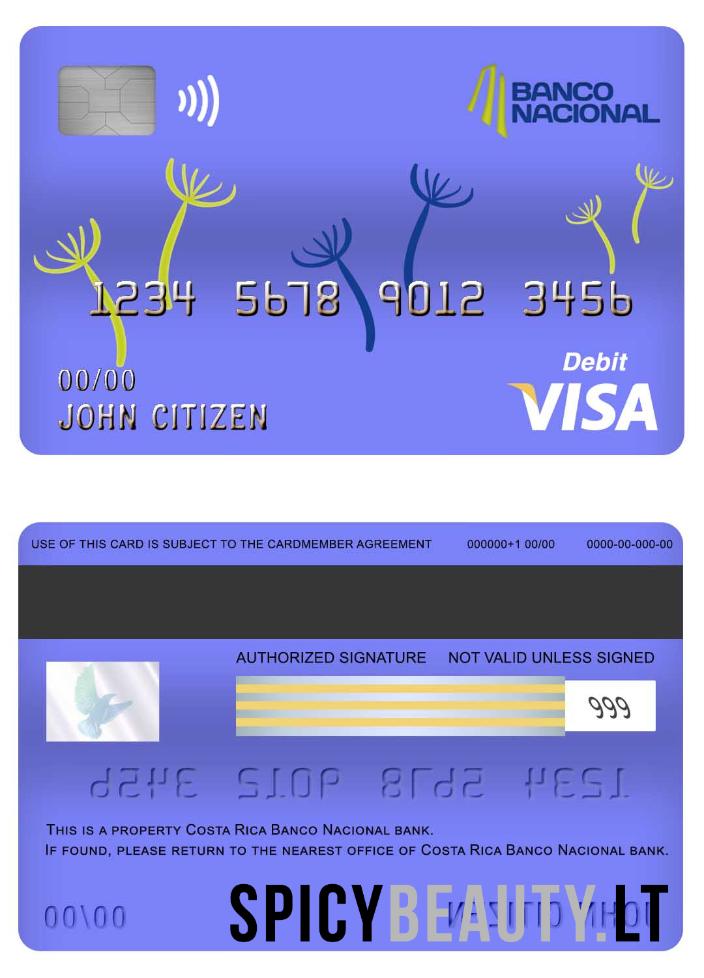 BANCO
NACIONAL
1234 5678 9012 3456
Debit
00/00
VISA
JOHN CITIZEN
USE OF THIS CARD IS SUBJECT TO THE CARDMEMBER AGREEMENT 000000+1 00/00 0000-00-000-00
AUTHORIZED SIGNATURE NOT VALID UNLESS SIGNED
999
3456 9012 5678 1234
THIS IS A PROPERTY COSTA RICA BANCO NACIONAL BANK.
IF FOUND, PLEASE RETURN TO THE NEAREST OFFICE OF COSTA RICA BANCO NACIONAL BANK.
00/00 JOHN CITIZEN
SPICYBEAUTY.LT